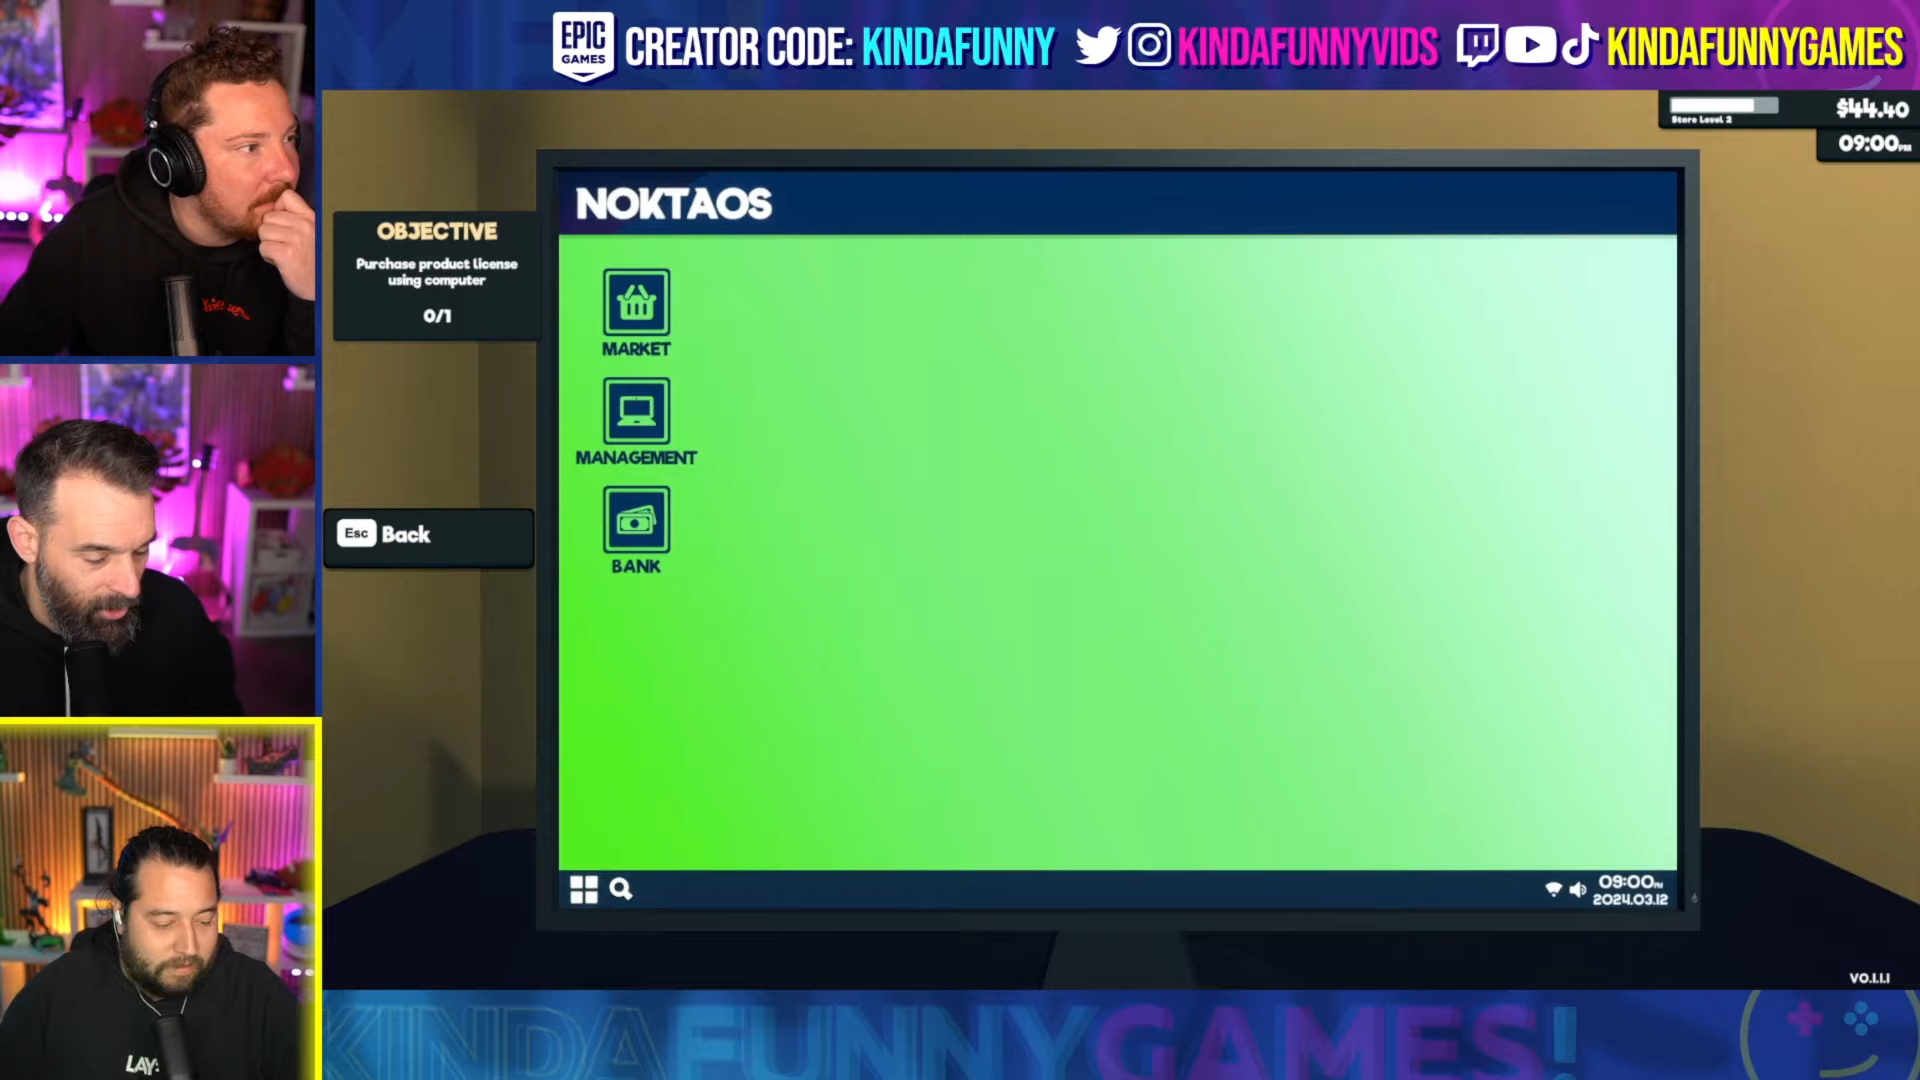 EPIC GAMES CREATOR CODE: KINDAFUNNY KINDAFUNNYVIDS KINDAFUNNYGAMES
$44.40
Store Level 2
09:00PM
NOKTAOS
OBJECTIVE
Purchase product license
using computer
0/1
MARKET
MANAGEMENT
Esc Back
BANK
09:00PM
2024.03.12
V0.1.1.1
LAY
KINDAFUNNYGAMES!